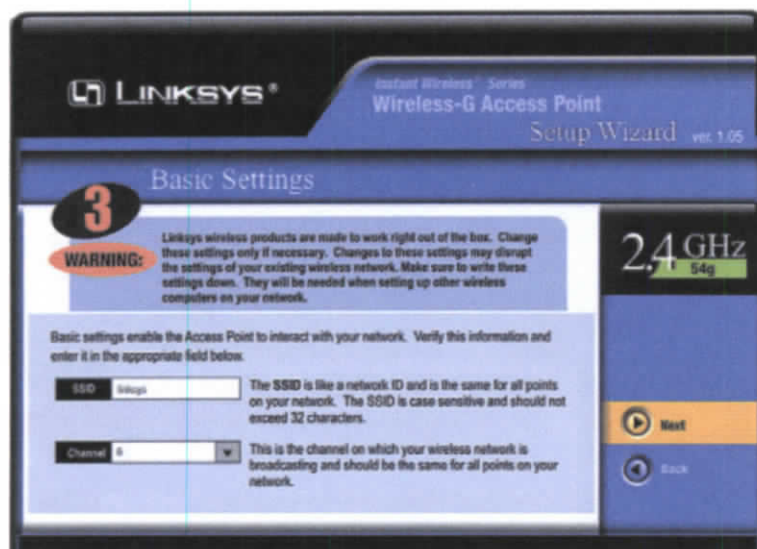 LINKSYS®
Instant Wireless™ Series
Wireless-G Access Point
Setup Wizard ver. 1.05
Basic Settings
3
WARNING:
Linksys wireless products are made to work right out of the box. Change
these settings only if necessary. Changes to these settings may disrupt
the settings of your existing wireless network. Make sure to write these
settings down. They will be needed when setting up other wireless
computers on your network.
2,4 GHz
54g
Basic settings enable the Access Point to interact with your network. Verify this information and
enter it in the appropriate field below.
SSID linksys
The SSID is like a network ID and is the same for all points
on your network. The SSID is case sensitive and should not
exceed 32 characters.
Channel 6
This is the channel on which your wireless network is
broadcasting and should be the same for all points on your
network.
Next
Back